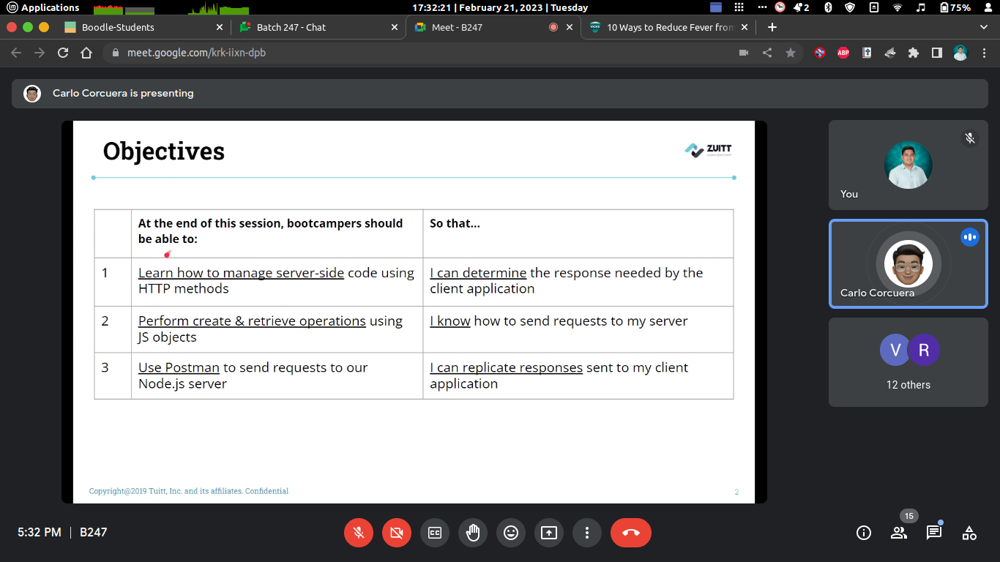 Applications
17:32:21 | February 21, 2023 | Tuesday
2
75%
Boodle-Students
Batch 247 - Chat
Meet - B247
10 Ways to Reduce Fever from
meet.google.com/krk-iixn-dpb
ABP
Carlo Corcuera is presenting
Objectives
ZUITT
CODING BOOTCAMP
At the end of this session, bootcampers should
be able to:
So that...
1
Learn how to manage server-side code using
HTTP methods
I can determine the response needed by the
client application
2
Perform create & retrieve operations using
JS objects
I know how to send requests to my server
3
Use Postman to send requests to our
Node.js server
I can replicate responses sent to my client
application
Copyright@2019 Tuitt, Inc. and its affiliates. Confidential
2
You
Carlo Corcuera
V
R
12 others
5:32 PM | B247
CC
15